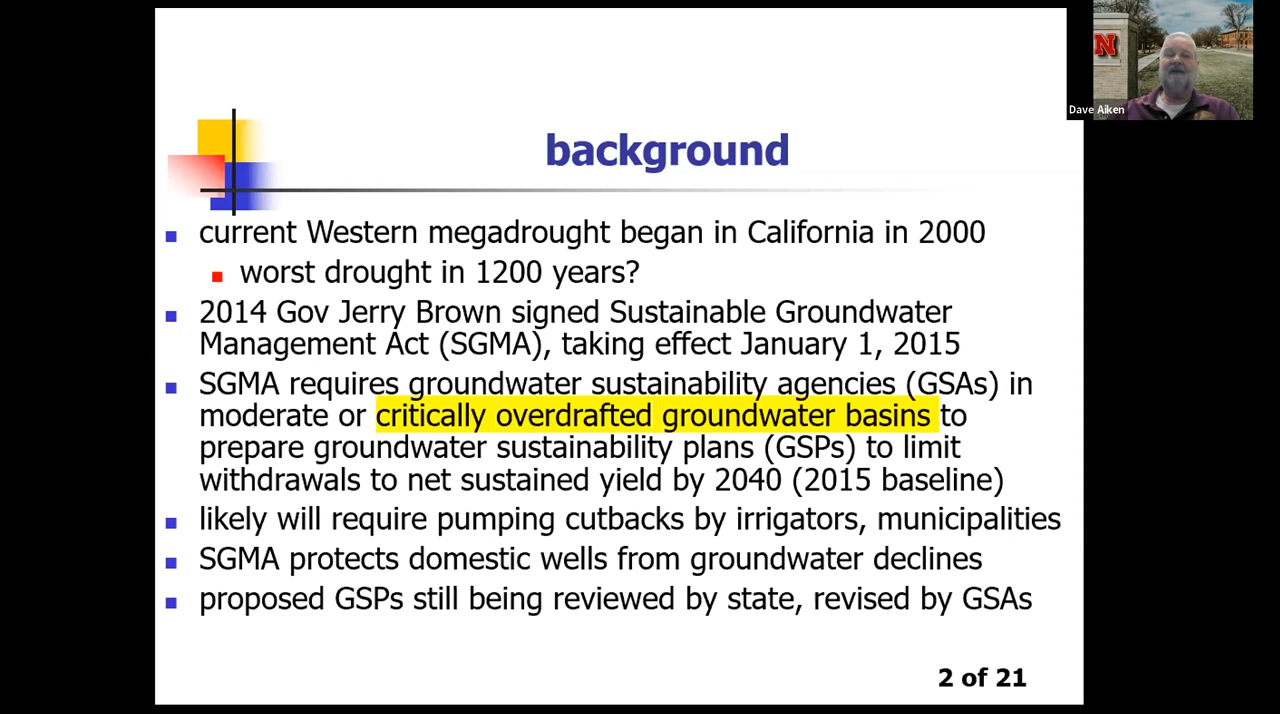 N
Dave Aiken
background
current Western megadrought began in California in 2000
worst drought in 1200 years?
2014 Gov Jerry Brown signed Sustainable Groundwater
Management Act (SGMA), taking effect January 1, 2015
SGMA requires groundwater sustainability agencies (GSAs) in
moderate or critically overdrafted groundwater basins to
prepare groundwater sustainability plans (GSPs) to limit
withdrawals to net sustained yield by 2040 (2015 baseline)
likely will require pumping cutbacks by irrigators, municipalities
SGMA protects domestic wells from groundwater declines
proposed GSPs still being reviewed by state, revised by GSAs
2 of 21